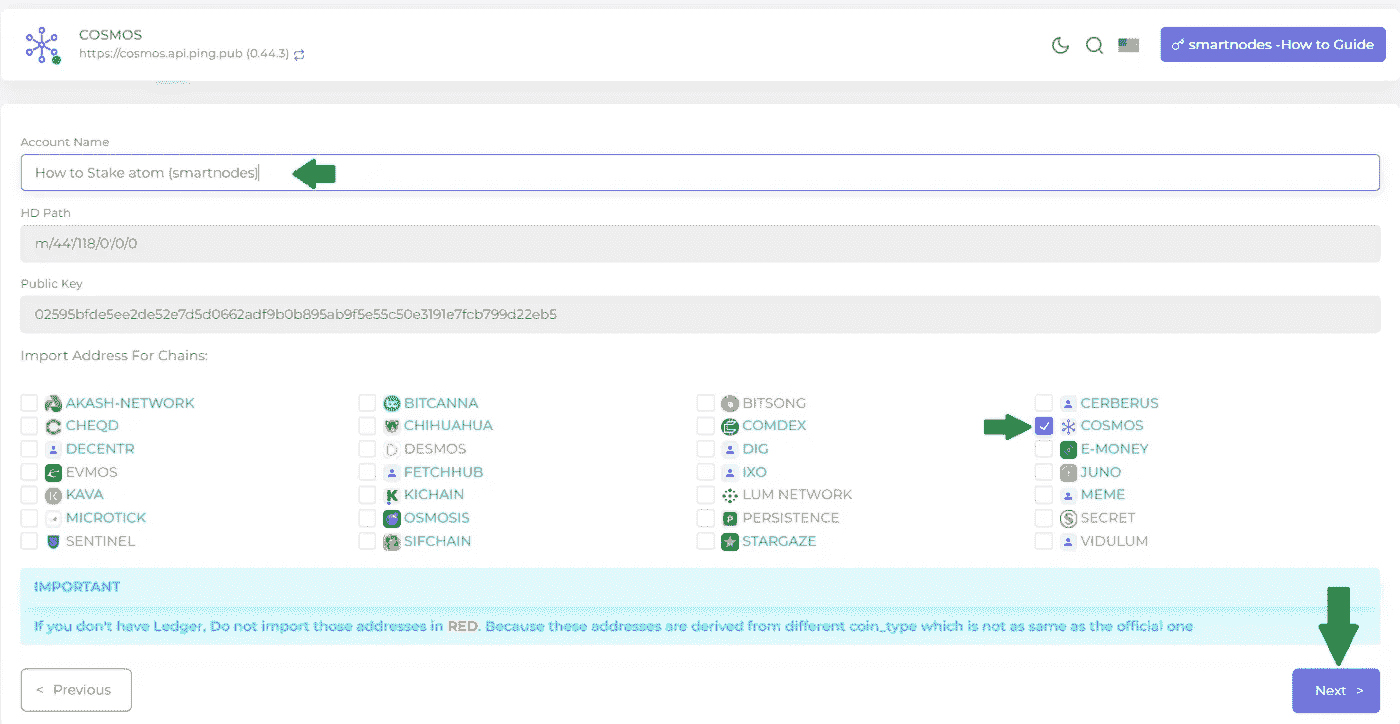 COSMOS
https://cosmos.api.ping.pub (0.44.3)
smartnodes -How to Guide
Account Name
How to Stake atom (smartnodes)
HD Path
m/44'/118/0'/0/0
Public Key
02595bfde5ee2de52e7d5d0662adf9b0b895ab9f5e55c50e3191e7fcb799d22eb5
Import Address For Chains:
AKASH-NETWORK BITCANNA BITSONG CERBERUS
CHEQD CHIHUAHUA COMDEX COSMOS
DECENTR DESMOS DIG E-MONEY
EVMOS FETCHHUB IXO JUNO
KAVA KICHAIN LUM NETWORK MEME
MICROTICK OSMOSIS PERSISTENCE SECRET
SENTINEL SIFCHAIN STARGAZE VIDULUM
IMPORTANT
If you don't have Ledger, Do not import those addresses in RED. Because these addresses are derived from different coin_type which is not as same as the official one
< Previous
Next >